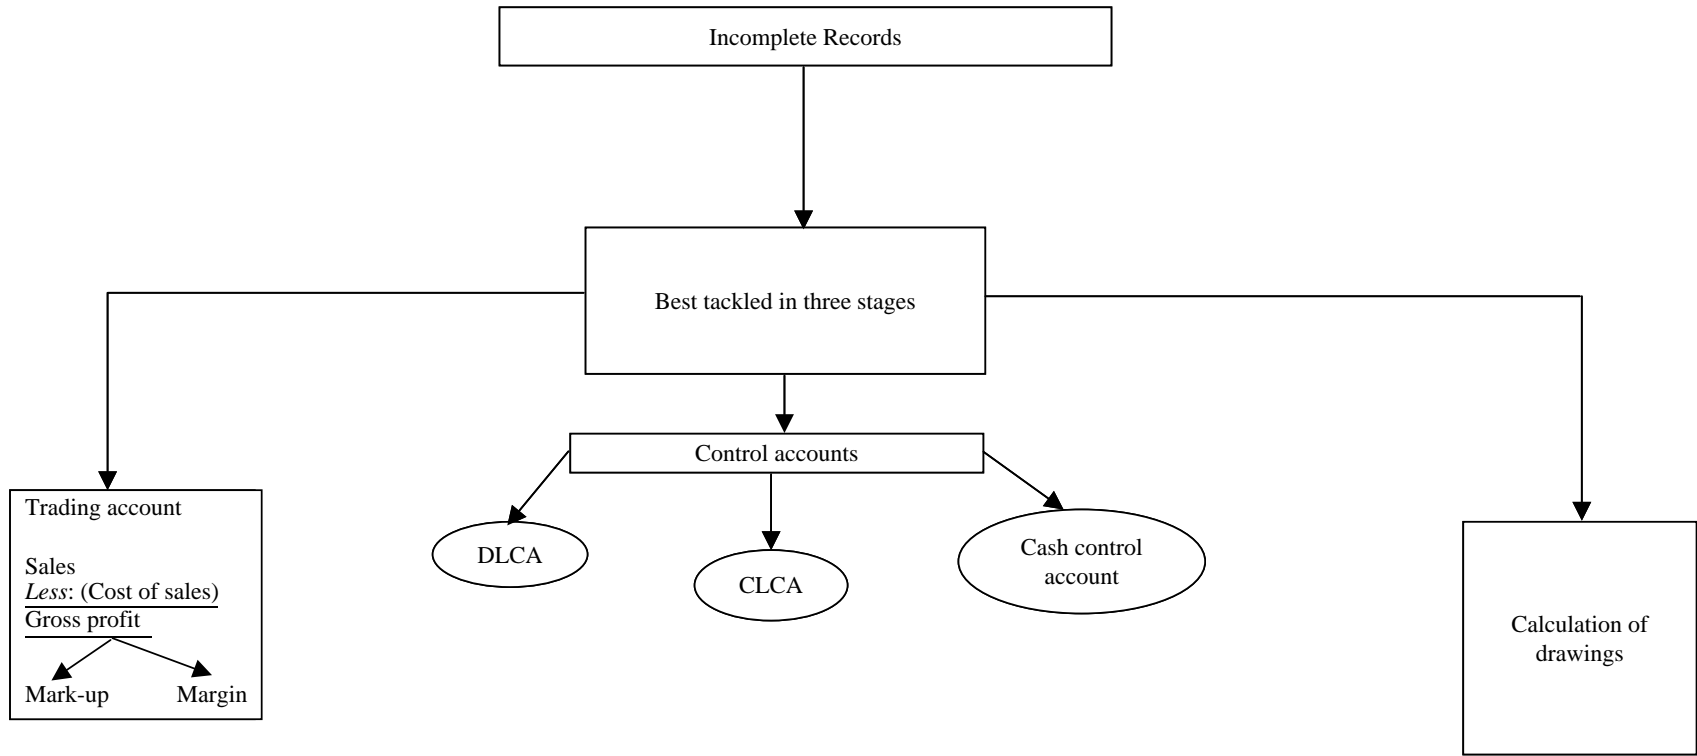 Incomplete Records
Best tackled in three stages
Control accounts
Trading account
Sales
Less: (Cost of sales)
Gross profit
Mark-up Margin
DLCA
CLCA
Cash control
account
Calculation of
drawings